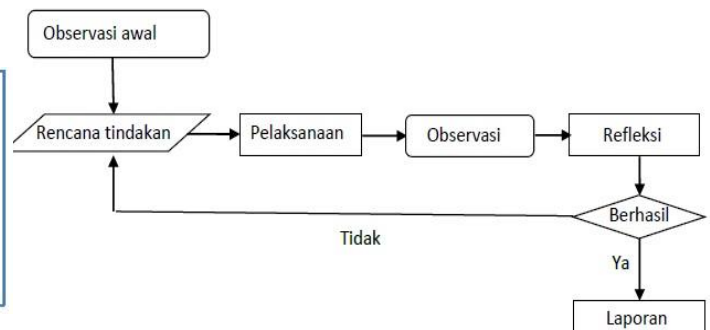 Observasi awal
Rencana tindakan
Pelaksanaan
Observasi
Refleksi
Berhasil
Tidak
Ya
Laporan